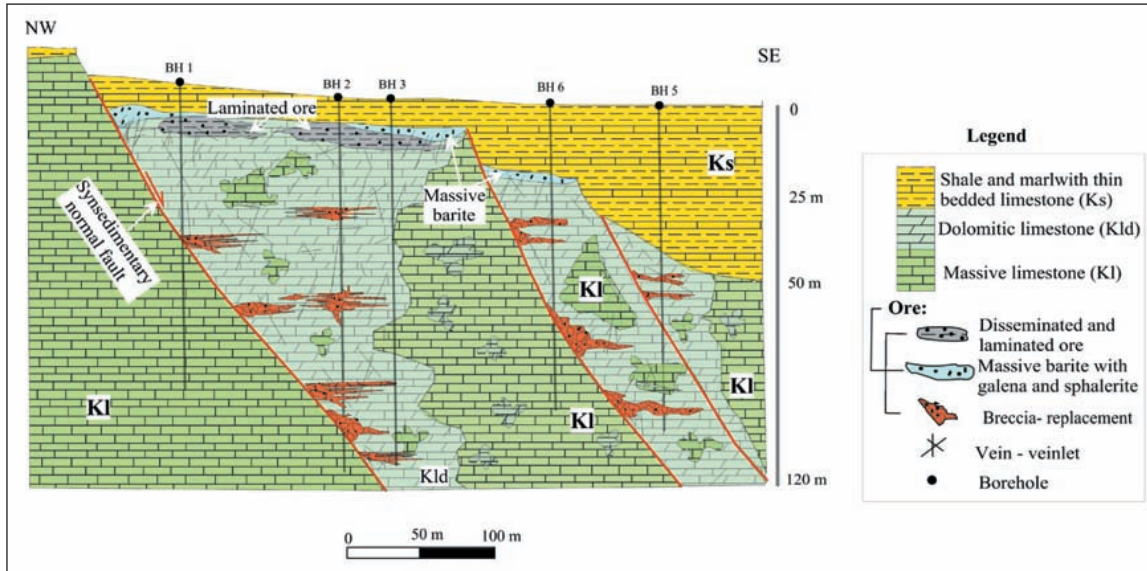 NW
SE
BH 1
BH 2
BH 3
BH 6
BH 5
Laminated ore
Massive
barite
Synsedimentary
normal fault
Ks
Kl
Kl
Kl
Kl
Kld
0
25 m
50 m
120 m
0
50 m
100 m
Legend
Shale and marlwith thin
bedded limestone (Ks)
Dolomitic limestone (Kld)
Massive limestone (Kl)
Ore:
Disseminated and
laminated ore
Massive barite with
galena and sphalerite
Breccia- replacement
Vein - veinlet
Borehole